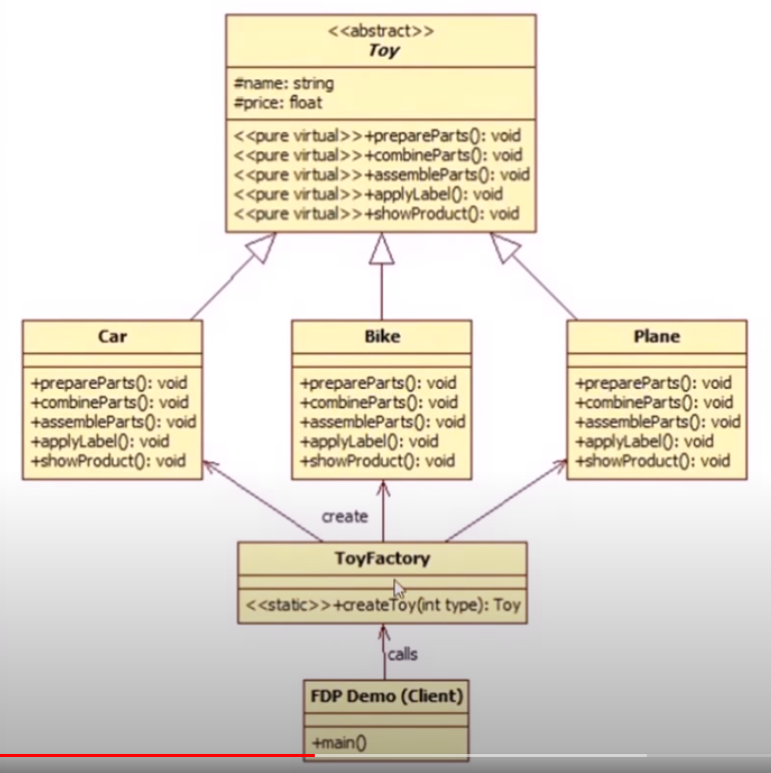 <<abstract>>
Toy
#name: string
#price: float
<<pure virtual>>+prepareParts(): void
<<pure virtual>>+combineParts(): void
<<pure virtual>>+assembleParts(): void
<<pure virtual>>+applyLabel(): void
<<pure virtual>>+showProduct(): void
Car
+prepareParts(): void
+combineParts(): void
+assembleParts(): void
+applyLabel(): void
+showProduct(): void
Bike
+prepareParts(): void
+combineParts(): void
+assembleParts(): void
+applyLabel(): void
+showProduct(): void
Plane
+prepareParts(): void
+combineParts(): void
+assembleParts(): void
+applyLabel(): void
+showProduct(): void
create
ToyFactory
<<static>>+createToy(int type): Toy
calls
FDP Demo (Client)
+main()